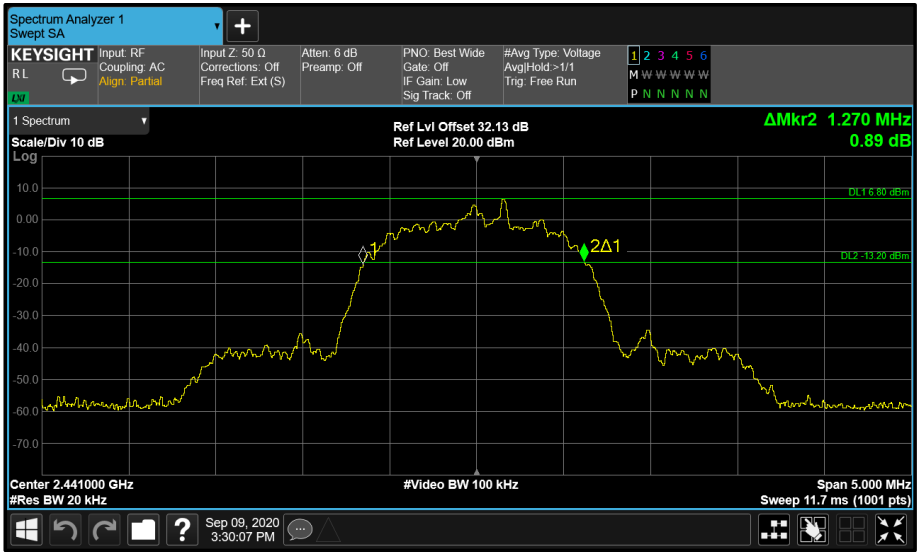 Spectrum Analyzer 1
Swept SA
+
KEYSIGHT
RL
LXI
Input: RF
Coupling: AC
Align: Partial
Input Z: 50 Ω
Corrections: Off
Freq Ref: Ext (S)
Atten: 6 dB
Preamp: Off
PNO: Best Wide
Gate: Off
IF Gain: Low
Sig Track: Off
#Avg Type: Voltage
Avg|Hold:>1/1
Trig: Free Run
1 2 3 4 5 6
M W W W W W
P N N N N N
1 Spectrum
Scale/Div 10 dB
Ref Lvl Offset 32.13 dB
Ref Level 20.00 dBm
ΔMkr2 1.270 MHz
0.89 dB
Log
10.0
DL1 6.80 dBm
0.00
1
2Δ1
-10.0
DL2 -13.20 dBm
-20.0
-30.0
-40.0
-50.0
-60.0
-70.0
Center 2.441000 GHz
#Video BW 100 kHz
Span 5.000 MHz
#Res BW 20 kHz
Sweep 11.7 ms (1001 pts)
?
Sep 09, 2020
3:30:07 PM